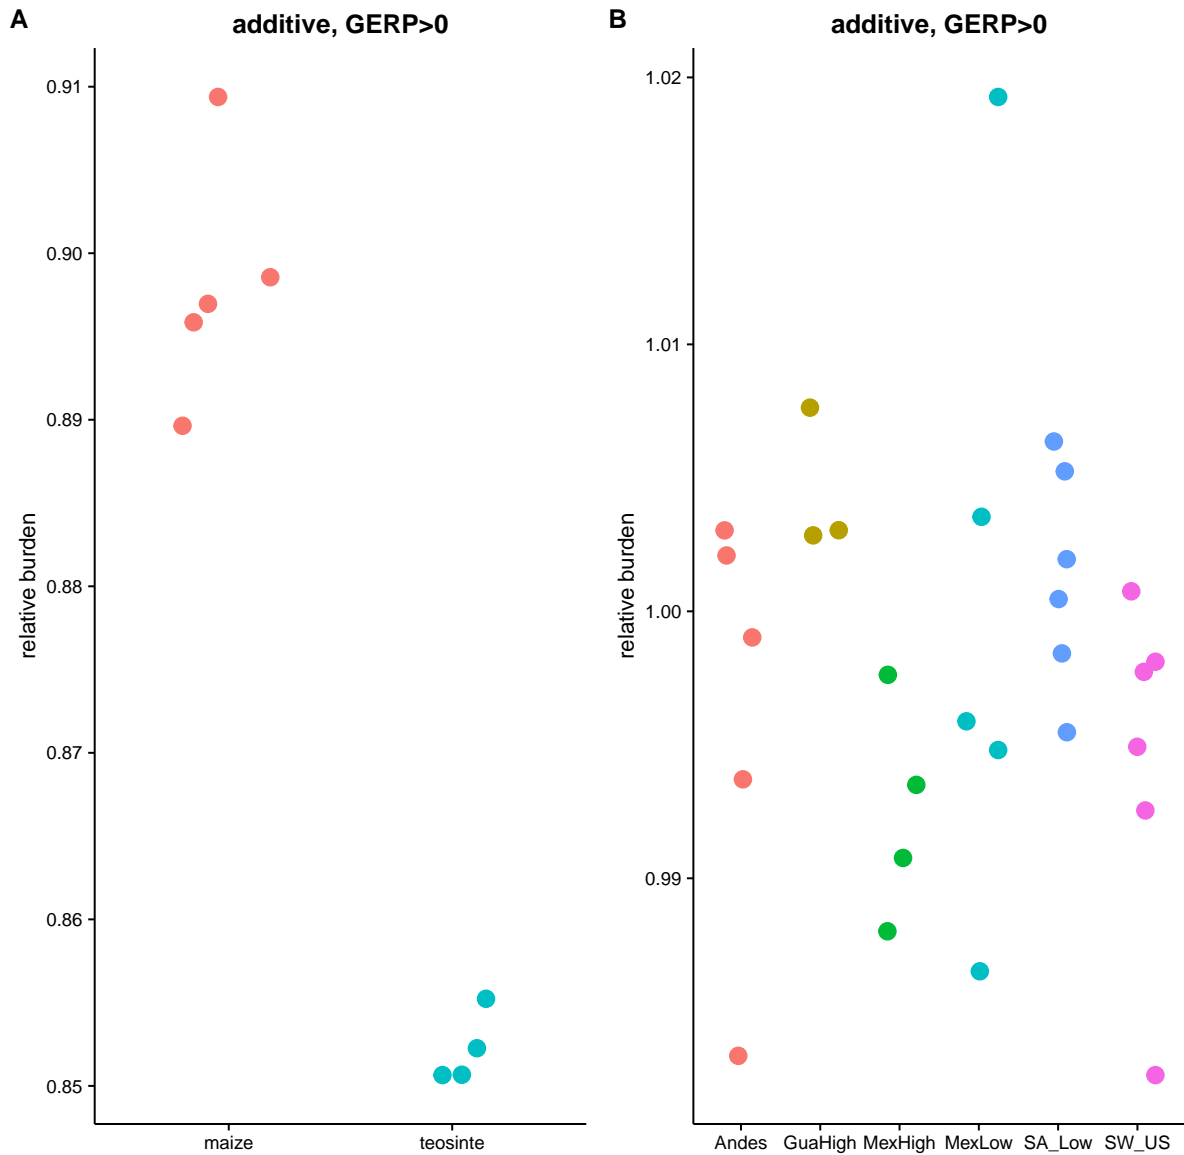 A
additive, GERP>0
relative burden
0.91
0.90
0.89
0.88
0.87
0.86
0.85
maize
teosinte
B
additive, GERP>0
relative burden
1.02
1.01
1.00
0.99
Andes
GuaHigh
MexHigh
MexLow
SA_Low
SW_US